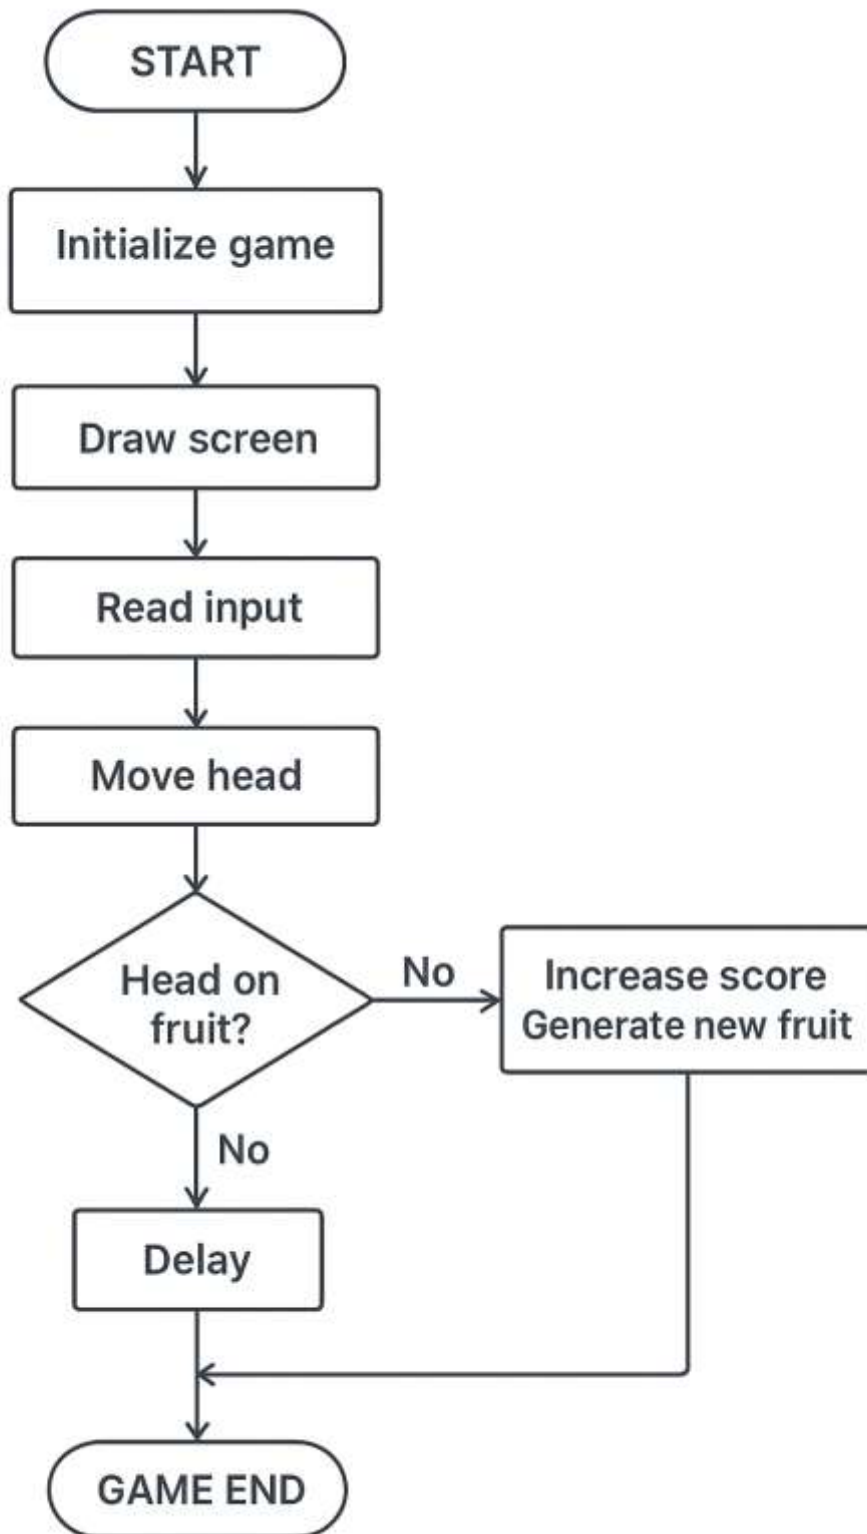 START
Initialize game
Draw screen
Read input
Move head
Head on
fruit?
No
Increase score
Generate new fruit
No
Delay
GAME END